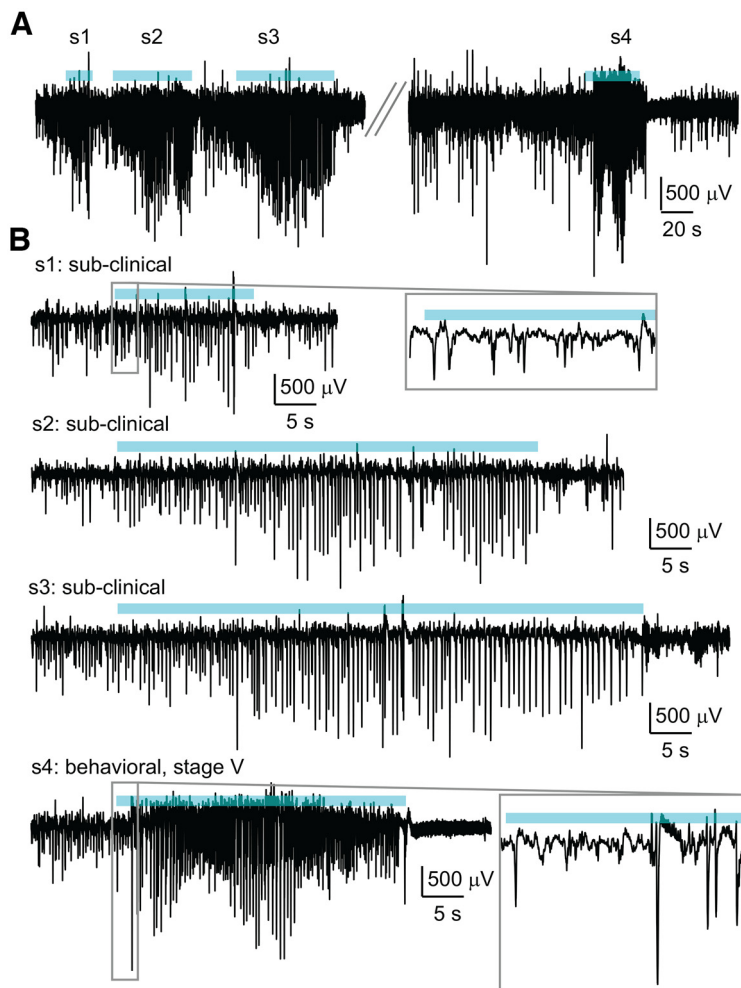 A
s1 s2 s3 s4
500 μV
20 s
B
s1: sub-clinical
500 μV
5 s
s2: sub-clinical
500 μV
5 s
s3: sub-clinical
500 μV
5 s
s4: behavioral, stage V
500 μV
5 s